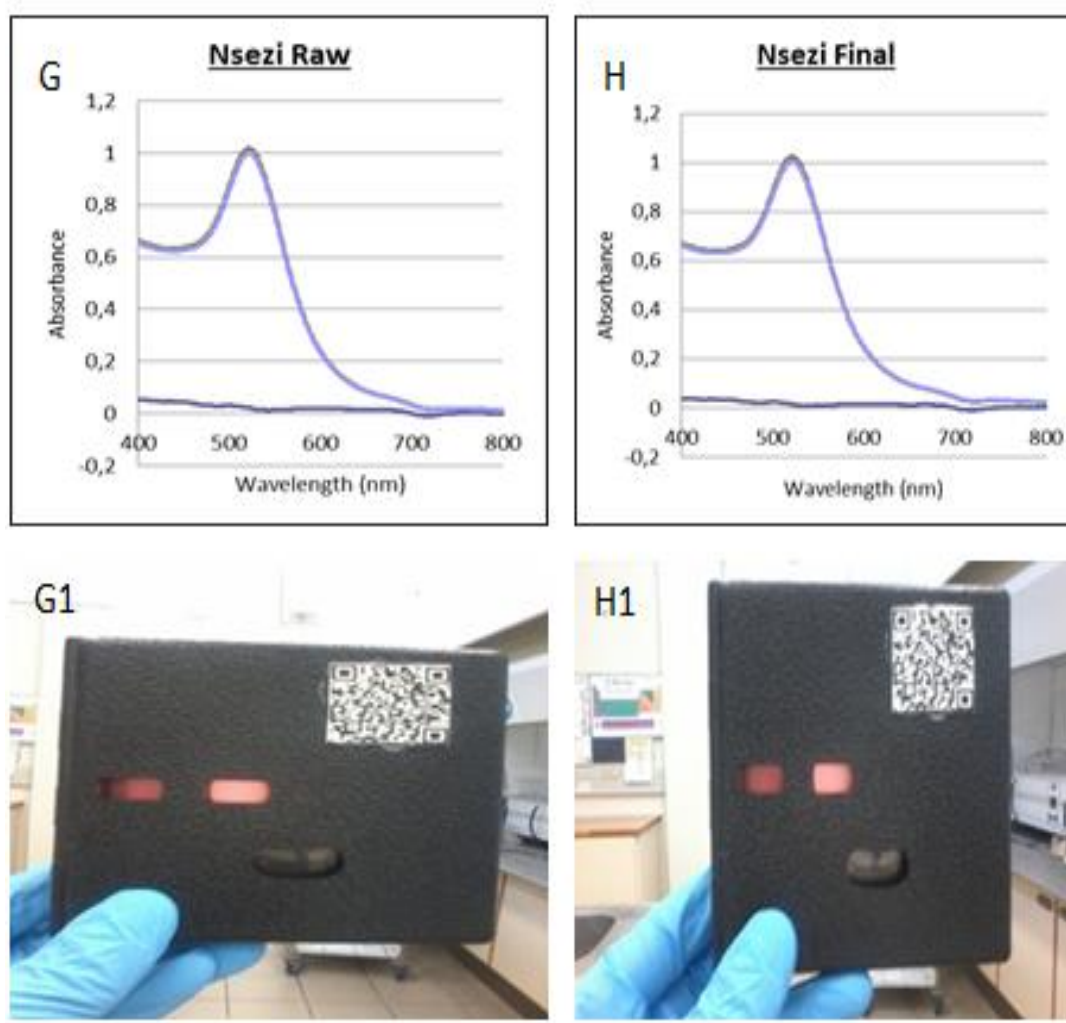 G
Nsezi Raw
1,2
1
0,8
0,6
0,4
0,2
0
-0,2
400
500
600
700
800
Absorbance
Wavelength (nm)
H
Nsezi Final
1,2
1
0,8
0,6
0,4
0,2
0
-0,2
400
500
600
700
800
Absorbance
Wavelength (nm)
G1
H1